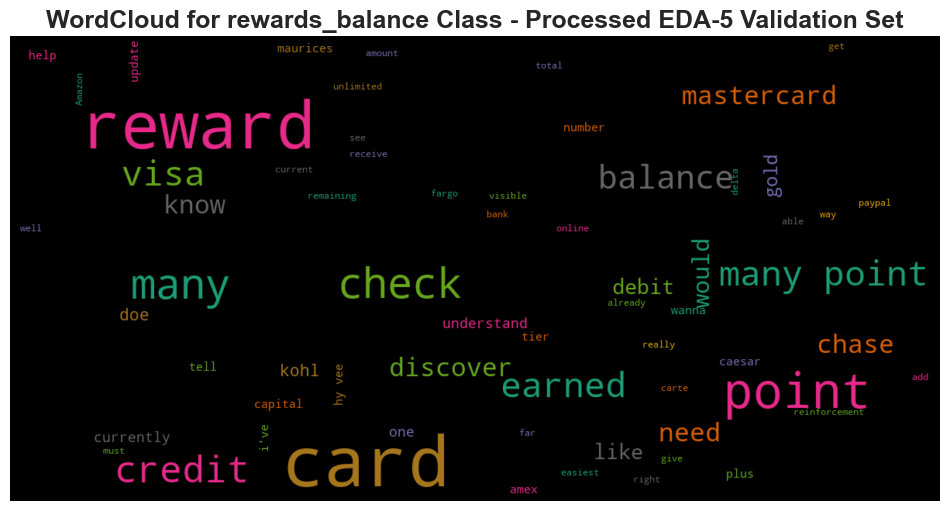 WordCloud for rewards_balance Class - Processed EDA-5 Validation Set
help
update
maurices
amount
get
Amazon
unlimited
total
mastercard
reward
number
see
receive
visa
current
balance
delta
gold
know
remaining
fargo
visible
bank
paypal
way
able
well
online
many
check
debit
would
many point
already
wanna
doe
understand
tier
really
chase
tell
kohl
hy vee
discover
earned
caesar
carte
point
add
capital
reinforcement
currently
must
i've
one
far
need
credit
card
like
give
easiest
right
plus
amex